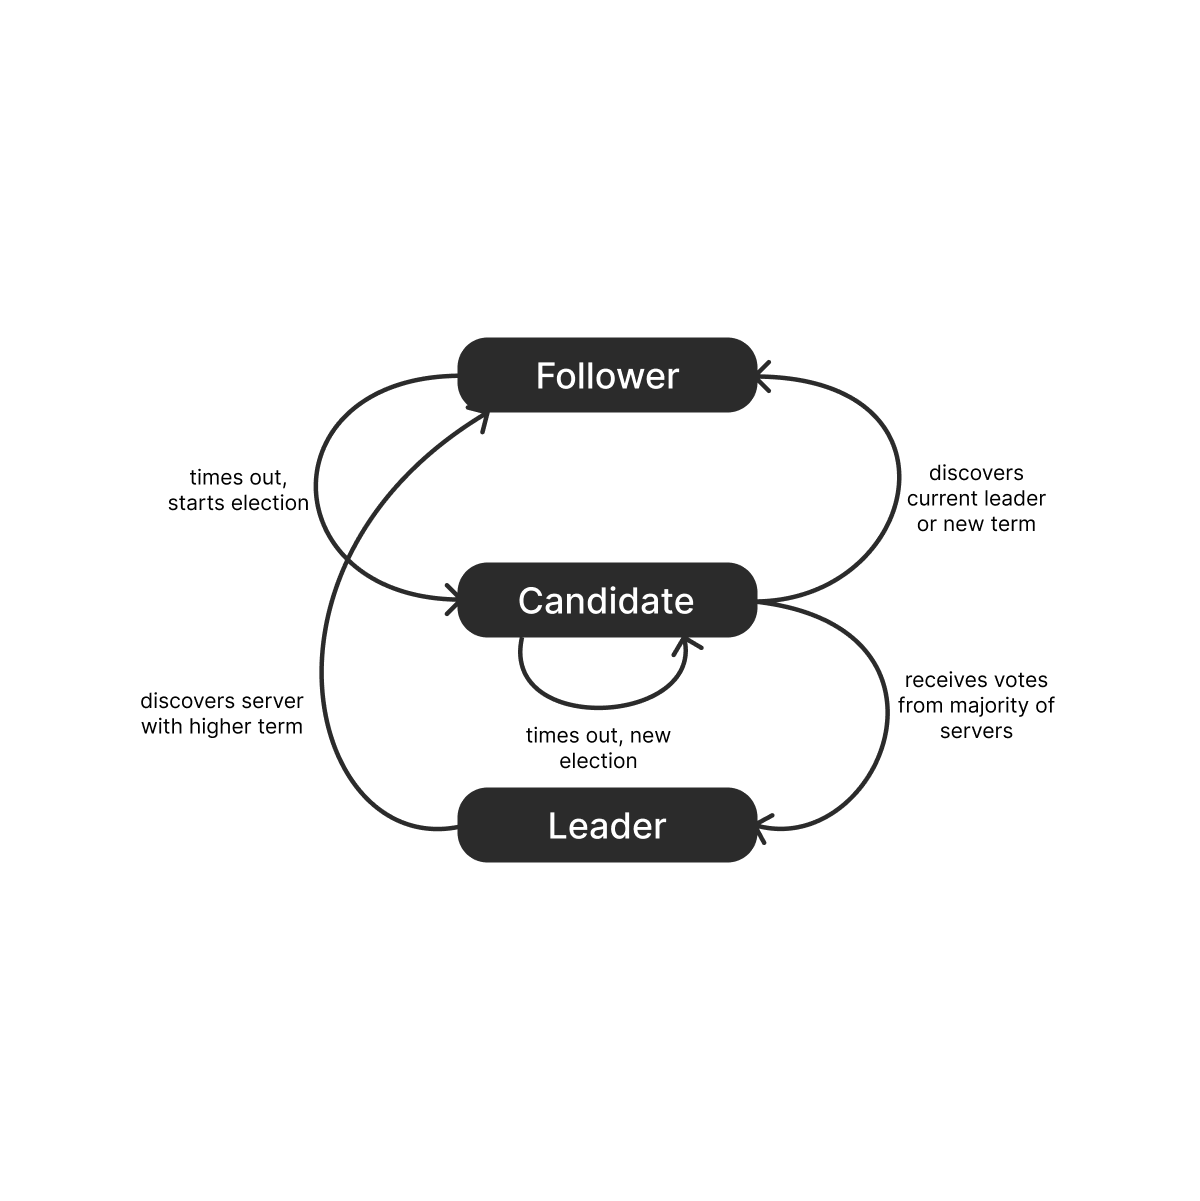 Follower
times out,
starts election
discovers
current leader
or new term
Candidate
discovers server
with higher term
times out, new
election
receives votes
from majority of
servers
Leader